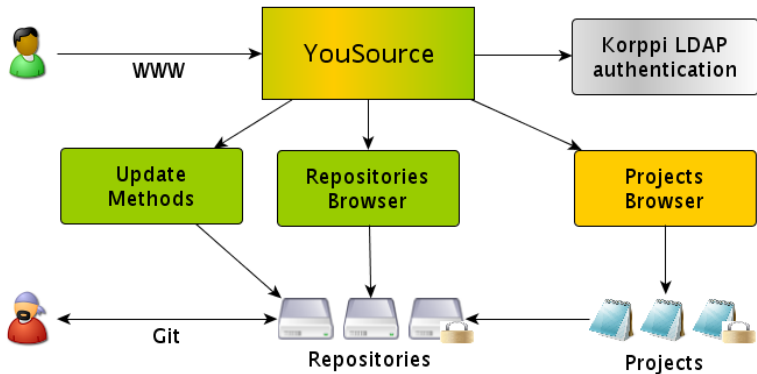 YouSource
Korppi LDAP
authentication
WWW
Update
Methods
Repositories
Browser
Projects
Browser
Git
Repositories
Projects